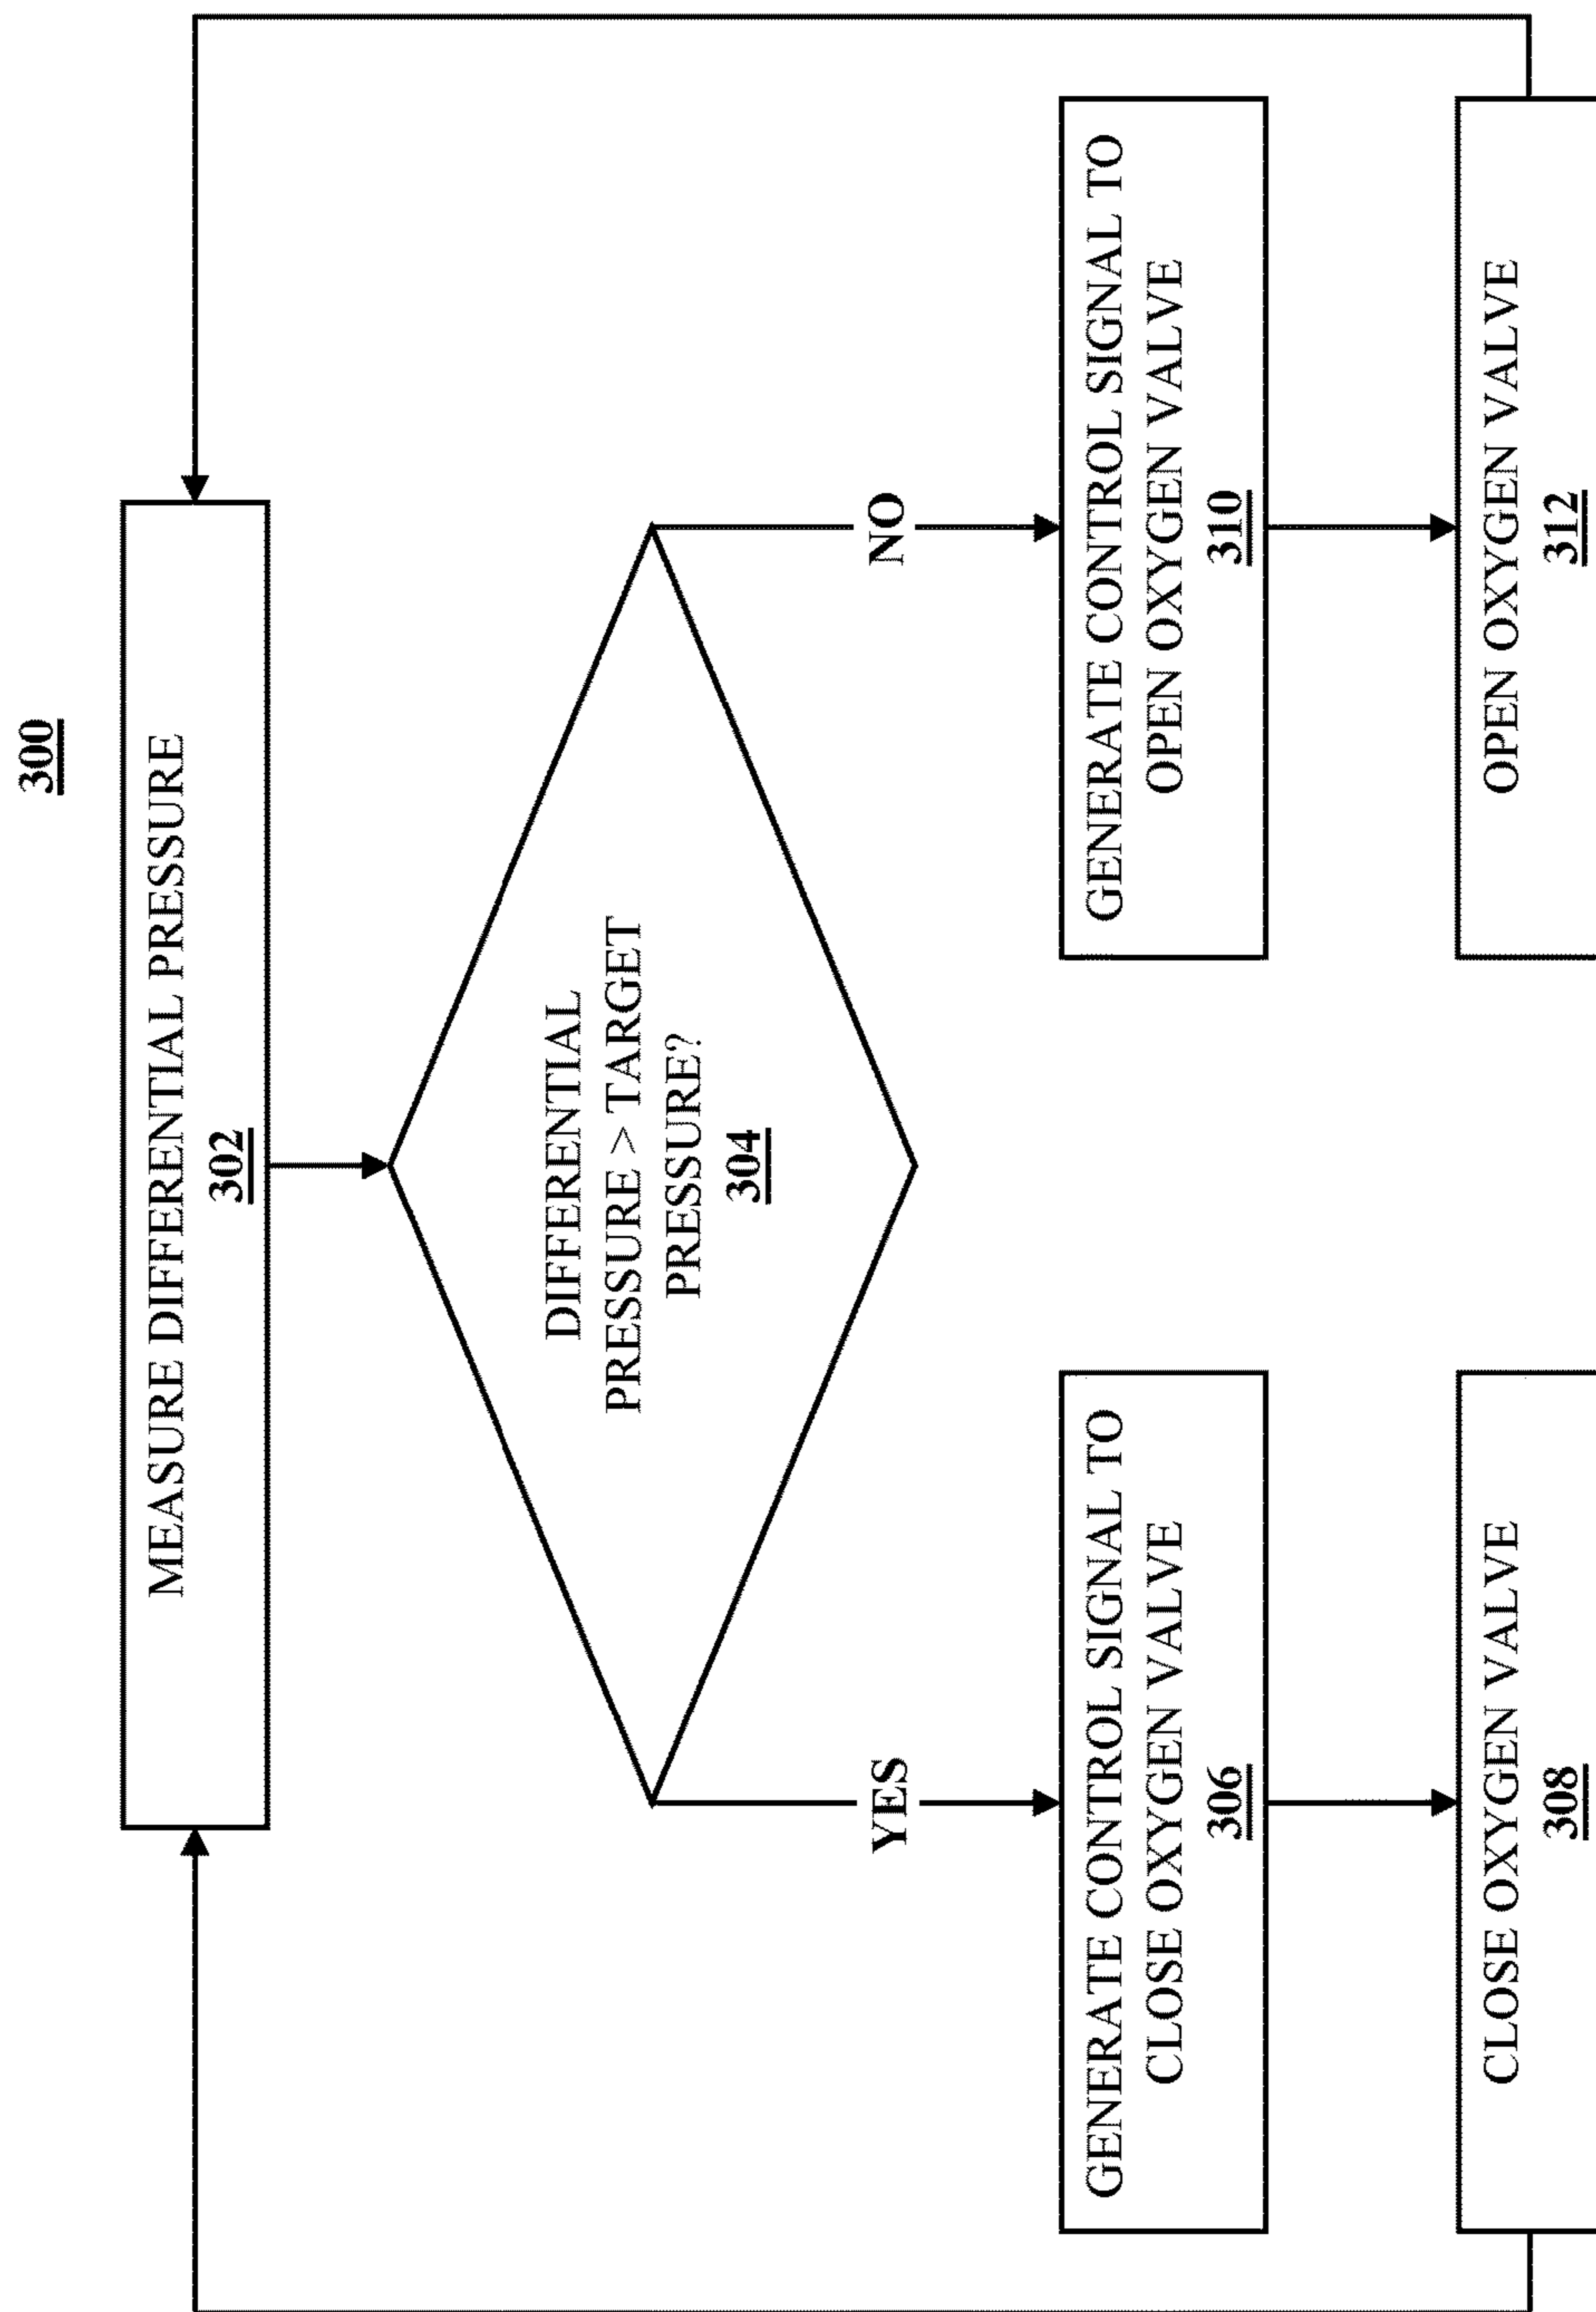 300
MEASURE DIFFERENTIAL PRESSURE
302
DIFFERENTIAL
PRESSURE > TARGET
PRESSURE?
304
YES
NO
GENERATE CONTROL SIGNAL TO
CLOSE OXYGEN VALVE
306
GENERATE CONTROL SIGNAL TO
OPEN OXYGEN VALVE
310
CLOSE OXYGEN VALVE
308
OPEN OXYGEN VALVE
312